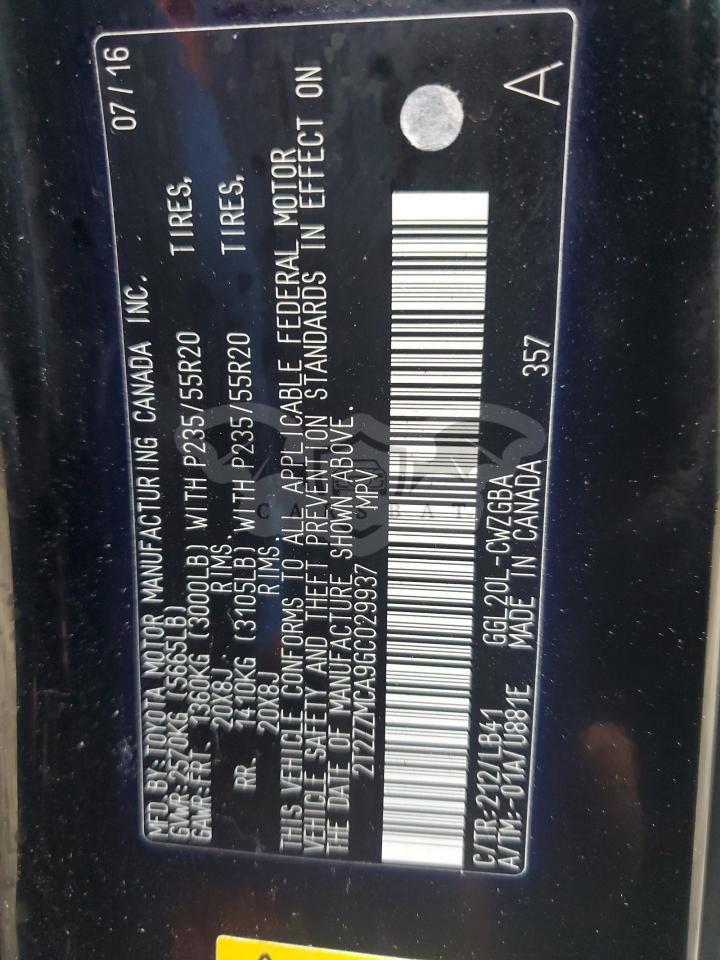 MFD.BY:TOYOTA MOTOR MANUFACTURING CANADA INC. 07/16
GVWR:2570KG(5665LB)
GAWR:FRT. 1360KG(3000LB)WITH P235/55R20 TIRES,
20X8J RIMS
RR. 1410KG(3105LB)WITH P235/55R20 TIRES,
20X8J RIMS
THIS VEHICLE CONFORMS TO ALL APPLICABLE FEDERAL MOTOR
VEHICLE SAFETY AND THEFT PREVENTION STANDARDS IN EFFECT ON
THE DATE OF MANUFACTURE SHOWN ABOVE.
2T2ZZMCA9GC029937 MPV
C/TR:212/LB41 GGL20L-CWZGBA
A/TM:-01A/U881E MADE IN CANADA 357
A